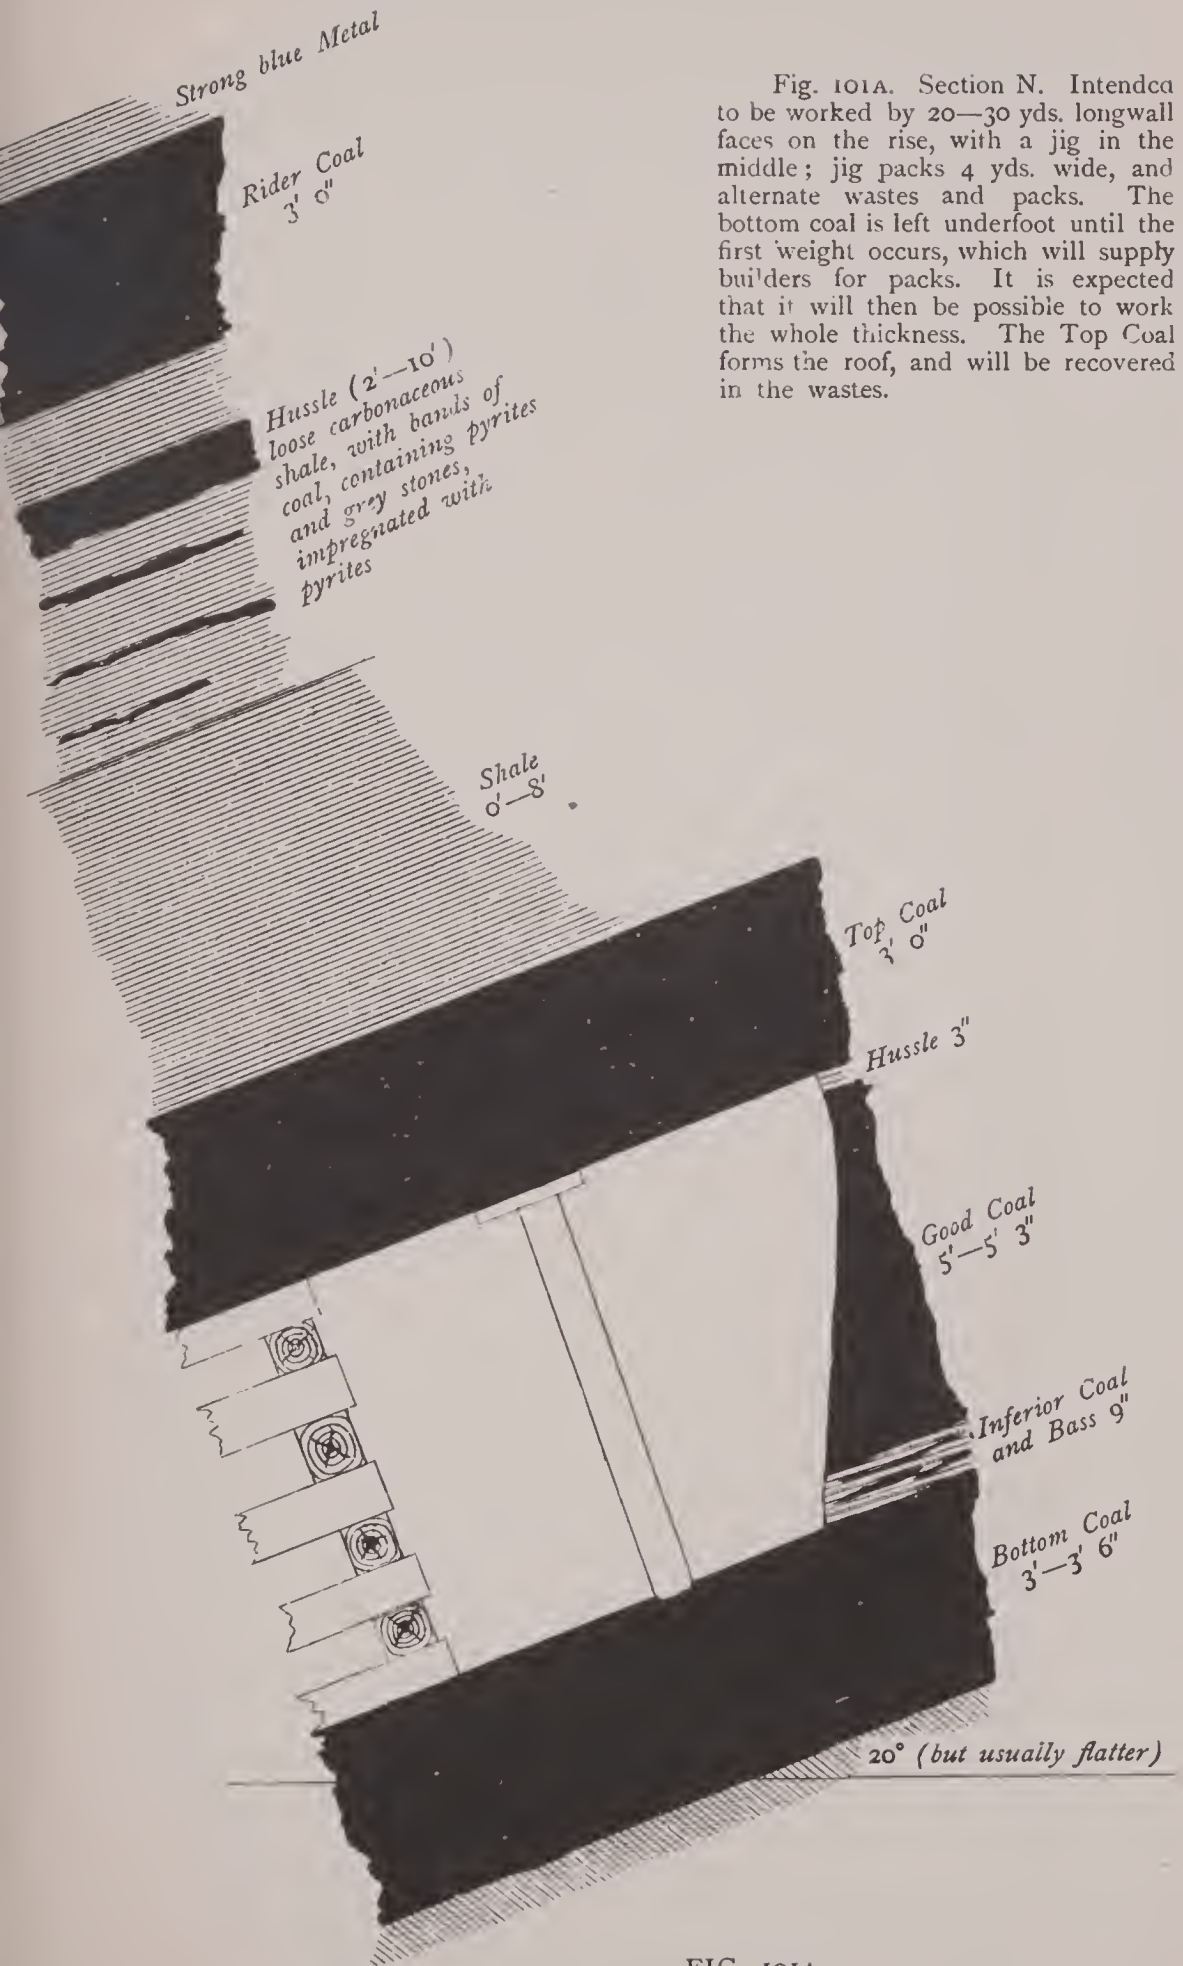 Strong blue Metal
Rider Coal
3' 0"
Fig. 101A. Section N. Intended
to be worked by 20—30 yds. longwall
faces on the rise, with a jig in the
middle; jig packs 4 yds. wide, and
alternate wastes and packs. The
bottom coal is left underfoot until the
first weight occurs, which will supply
builders for packs. It is expected
that it will then be possible to work
the whole thickness. The Top Coal
forms the roof, and will be recovered
in the wastes.
Hussle (2'—10')
loose carbonaceous
shale, with bands of
coal, containing pyrites
and grey stones,
impregnated with
pyrites
Shale
0'—8'
Top Coal
3' 0"
Hussle 3"
Good Coal
5'—5' 3"
Inferior Coal
and Bass 9"
Bottom Coal
3'—3' 6"
20° (but usually flatter)
FIG. 101A